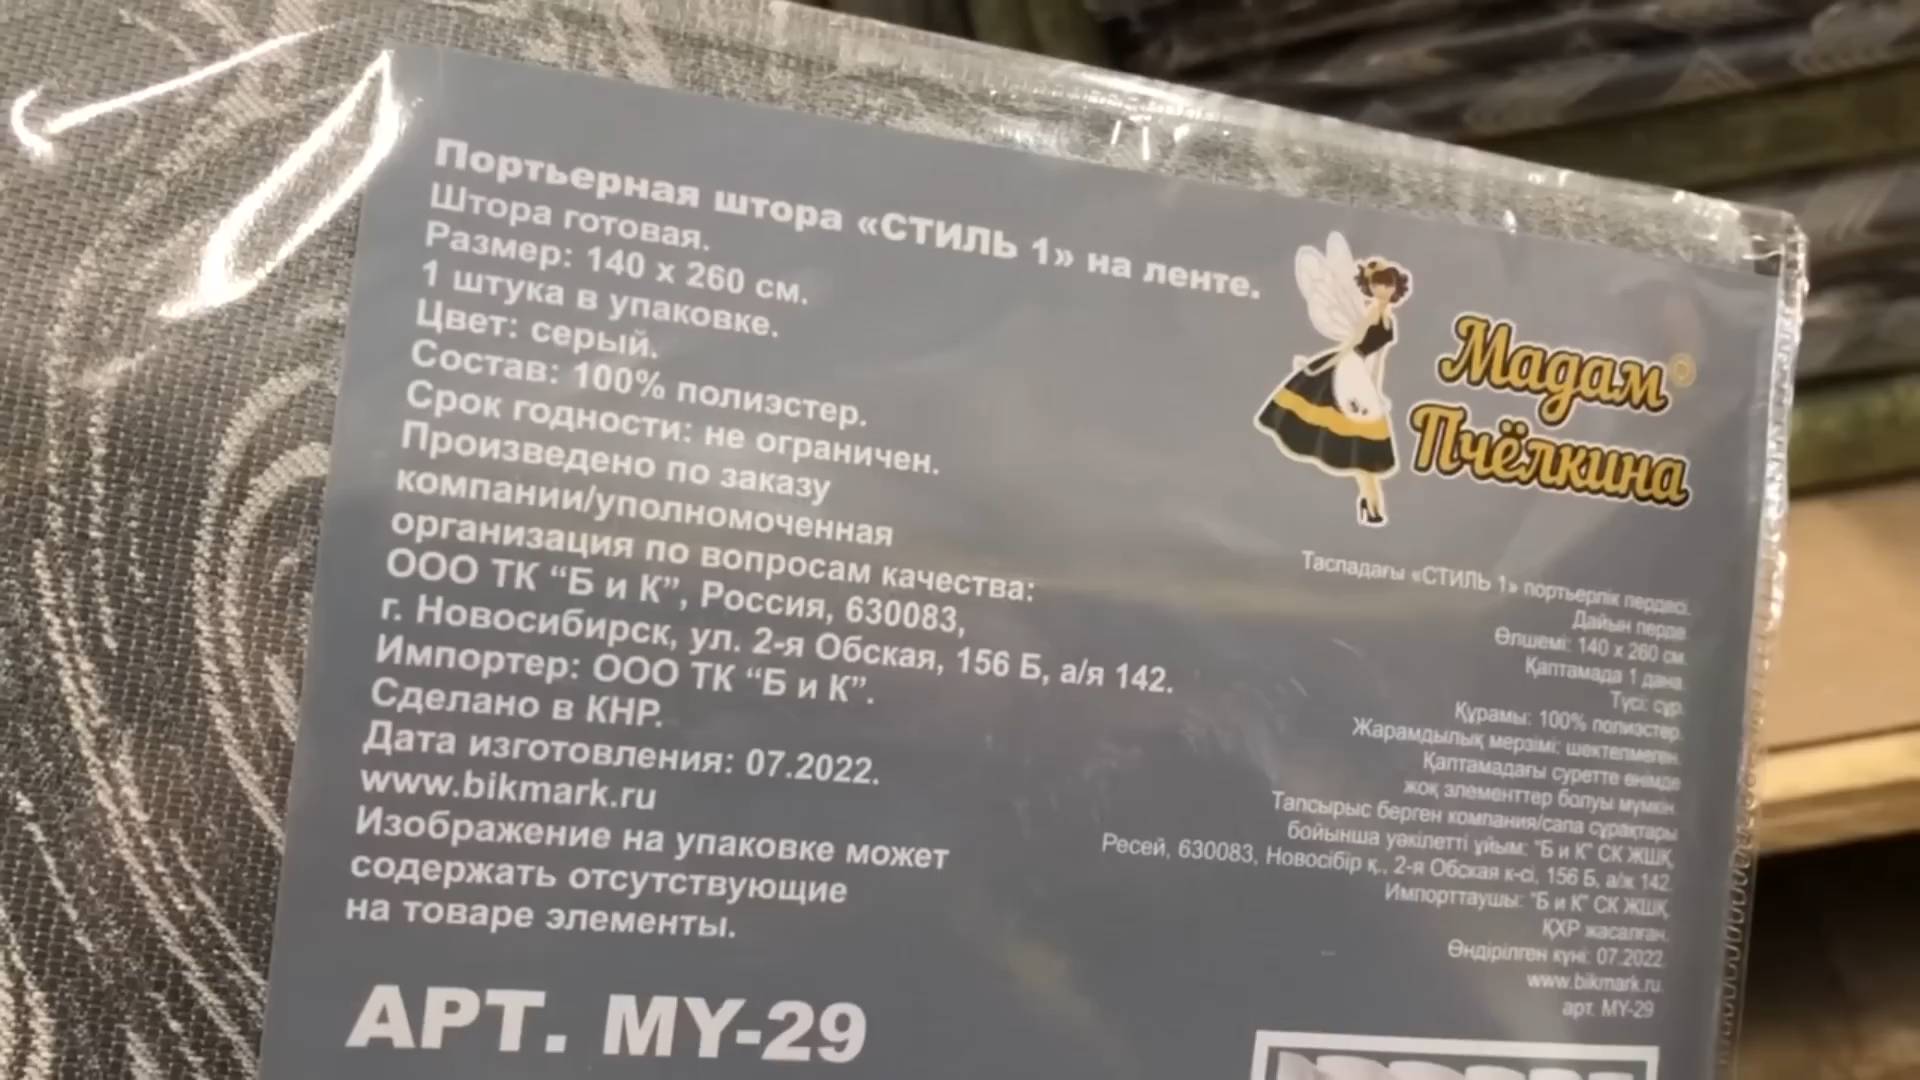 Портьерная штора «СТИЛЬ 1» на ленте.
Штора готовая.
Размер: 140 х 260 см.
1 штука в упаковке.
Цвет: серый.
Состав: 100% полиэстер.
Срок годности: не ограничен.
Произведено по заказу
компании/уполномоченная
организация по вопросам качества:
ООО ТК “Б и К”, Россия, 630083,
г. Новосибирск, ул. 2-я Обская, 156 Б, а/я 142.
Импортер: ООО ТК “Б и К”.
Сделано в КНР.
Дата изготовления: 07.2022.
www.bikmark.ru
Изображение на упаковке может
содержать отсутствующие
на товаре элементы.
АРТ. MY-29
Мадам®
Пчёлкина
Таспадағы «СТИЛЬ 1» портьерлік пердесі.
Дайын перде.
Өлшемі: 140 х 260 см.
Қаптамада 1 дана.
Түсі: сұр.
Құрамы: 100% полиэстер.
Жарамдылық мерзімі: шектелмеген.
Қаптамадағы суретте өнімде
жоқ элементтер болуы мүмкін.
Тапсырыс берген компания/сапа сұрақтары
бойынша уәкілетті ұйым: "Б и К" СК ЖШҚ,
Ресей, 630083, Новосібір қ., 2-я Обская к-сі, 156 Б, а/ж 142.
Импорттаушы: "Б и К" СК ЖШҚ.
ҚХР жасалған.
Өндірілген күні: 07.2022.
www.bikmark.ru.
арт. MY-29